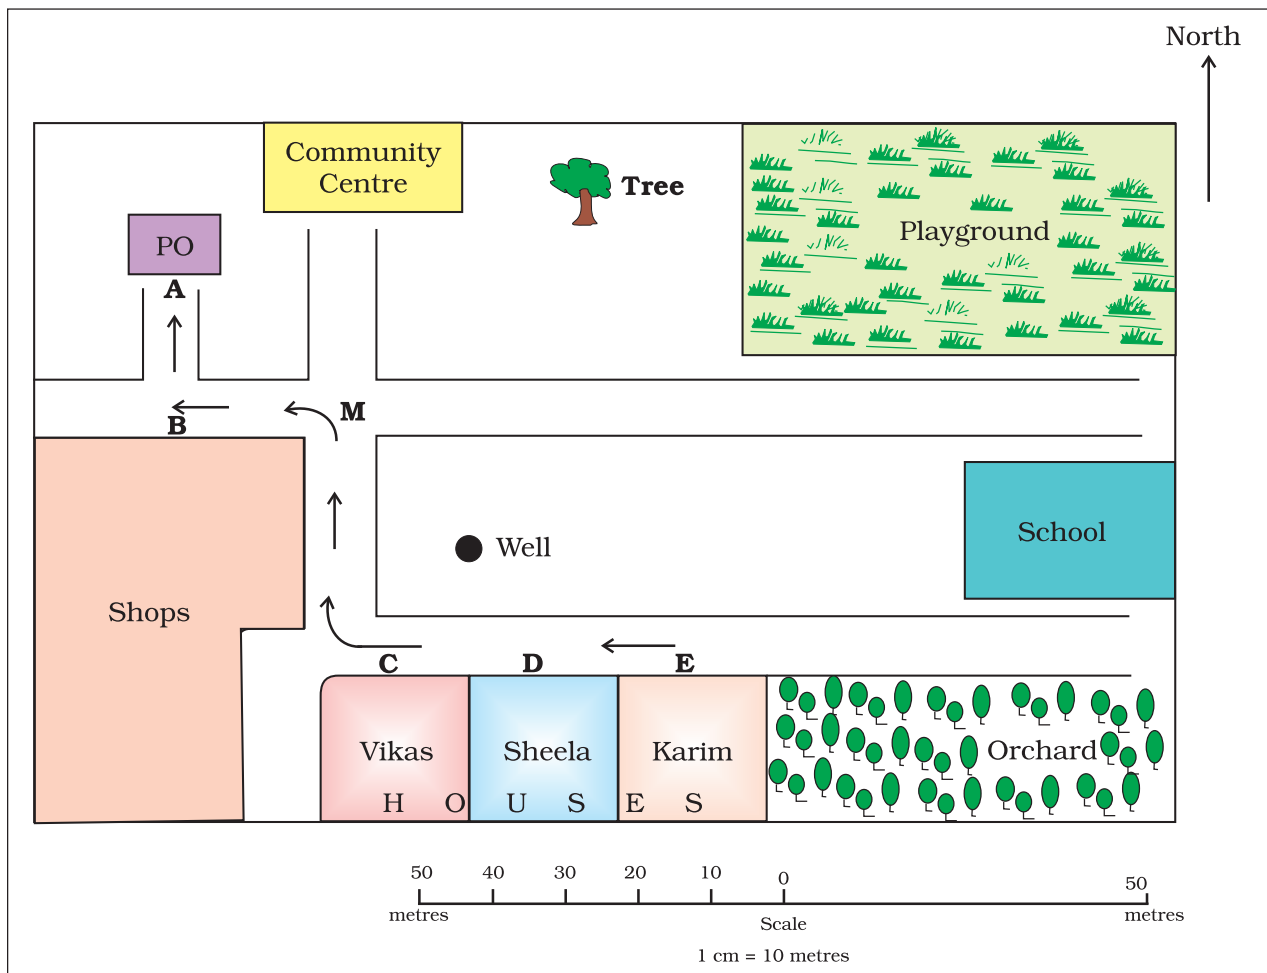 North
Community
Centre
Tree
PO
Playground
A
M
B
School
Well
Shops
C D E
Vikas Sheela Karim Orchard
H O U S E S
50 40 30 20 10 0 50
metres metres
Scale
1 cm = 10 metres